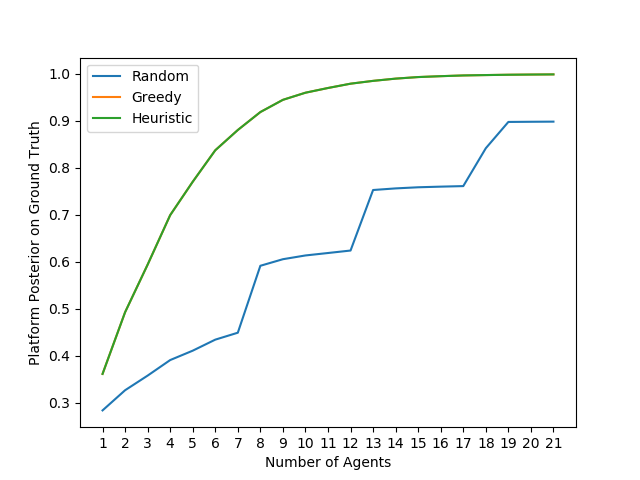 Random
Greedy
Heuristic
1.0
0.9
0.8
0.7
0.6
0.5
0.4
0.3
Platform Posterior on Ground Truth
1 2 3 4 5 6 7 8 9 10 11 12 13 14 15 16 17 18 19 20 21
Number of Agents